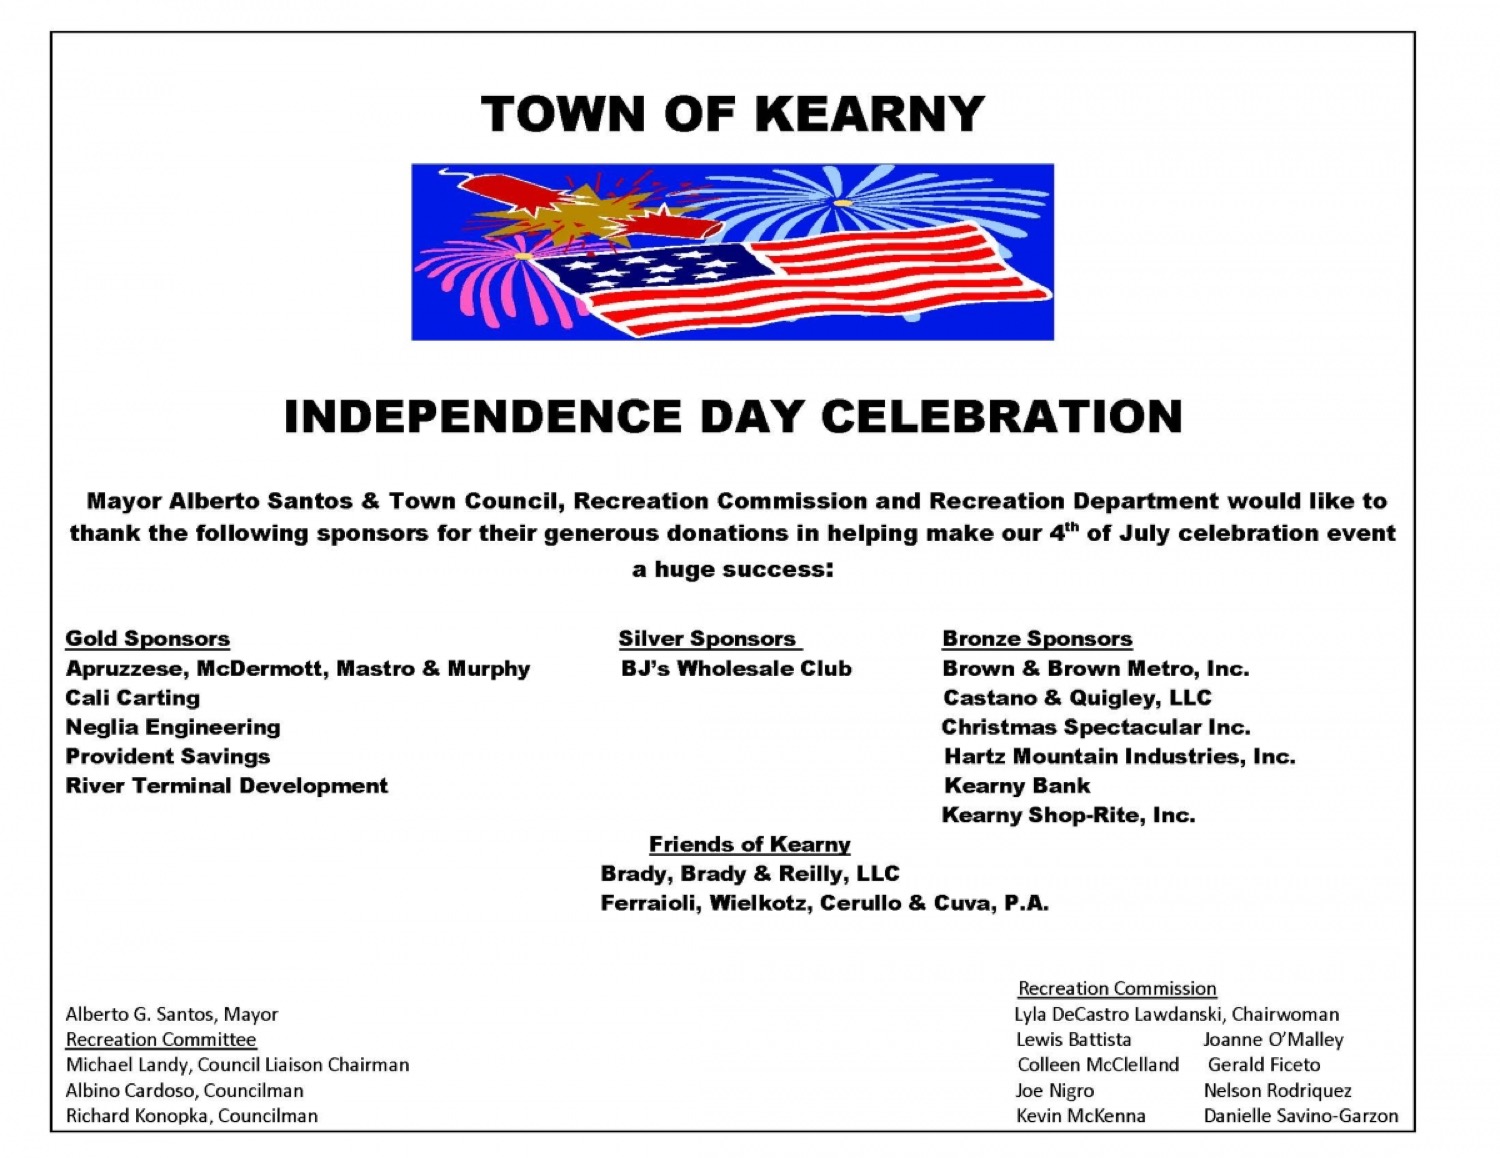 TOWN OF KEARNY
INDEPENDENCE DAY CELEBRATION
Mayor Alberto Santos & Town Council, Recreation Commission and Recreation Department would like to
thank the following sponsors for their generous donations in helping make our 4th of July celebration event
a huge success:
Gold Sponsors
Apruzzese, McDermott, Mastro & Murphy
Cali Carting
Neglia Engineering
Provident Savings
River Terminal Development
Silver Sponsors
BJ's Wholesale Club
Bronze Sponsors
Brown & Brown Metro, Inc.
Castano & Quigley, LLC
Christmas Spectacular Inc.
Hartz Mountain Industries, Inc.
Kearny Bank
Kearny Shop-Rite, Inc.
Friends of Kearny
Brady, Brady & Reilly, LLC
Ferraioli, Wielkotz, Cerullo & Cuva, P.A.
Alberto G. Santos, Mayor
Recreation Committee
Michael Landy, Council Liaison Chairman
Albino Cardoso, Councilman
Richard Konopka, Councilman
Recreation Commission
Lyla DeCastro Lawdanski, Chairwoman
Lewis Battista Joanne O'Malley
Colleen McClelland Gerald Ficeto
Joe Nigro Nelson Rodriquez
Kevin McKenna Danielle Savino-Garzon